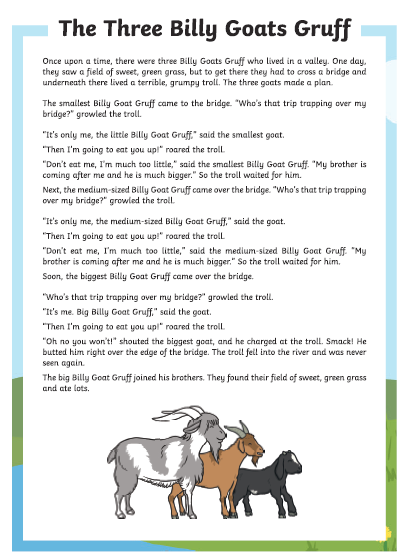 The Three Billy Goats Gruff
Once upon a time, there were three Billy Goats Gruff who lived in a valley. One day,
they saw a field of sweet, green grass, but to get there they had to cross a bridge and
underneath there lived a terrible, grumpy troll. The three goats made a plan.
The smallest Billy Goat Gruff came to the bridge. “Who’s that trip trapping over my
bridge?” growled the troll.
“It’s only me, the little Billy Goat Gruff,” said the smallest goat.
“Then I’m going to eat you up!” roared the troll.
“Don’t eat me, I’m much too little,” said the smallest Billy Goat Gruff. “My brother is
coming after me and he is much bigger.” So the troll waited for him.
Next, the medium-sized Billy Goat Gruff came over the bridge. “Who’s that trip trapping
over my bridge?” growled the troll.
“It’s only me, the medium-sized Billy Goat Gruff,” said the goat.
“Then I’m going to eat you up!” roared the troll.
“Don’t eat me, I’m much too little,” said the medium-sized Billy Goat Gruff. “My
brother is coming after me and he is much bigger.” So the troll waited for him.
Soon, the biggest Billy Goat Gruff came over the bridge.
“Who’s that trip trapping over my bridge?” growled the troll.
“It’s me. Big Billy Goat Gruff,” said the goat.
“Then I’m going to eat you up!” roared the troll.
“Oh no you won’t!” shouted the biggest goat, and he charged at the troll. Smack! He
butted him right over the edge of the bridge. The troll fell into the river and was never
seen again.
The big Billy Goat Gruff joined his brothers. They found their field of sweet, green grass
and ate lots.